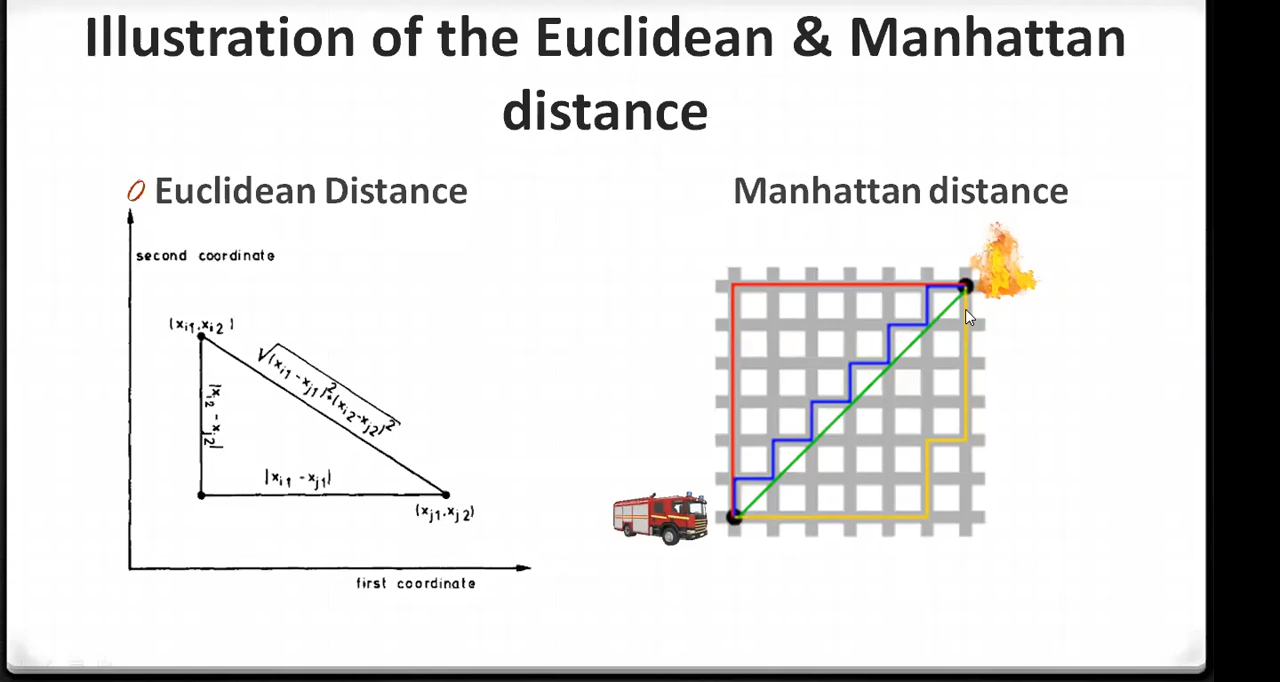 Illustration of the Euclidean & Manhattan
distance
Euclidean Distance
Manhattan distance
second coordinate
(xi1,xi2)
√(xi1 - xj1)²+(xi2-xj2)²
|xi2 - xj2|
|xi1 - xj1|
(xj1,xj2)
first coordinate